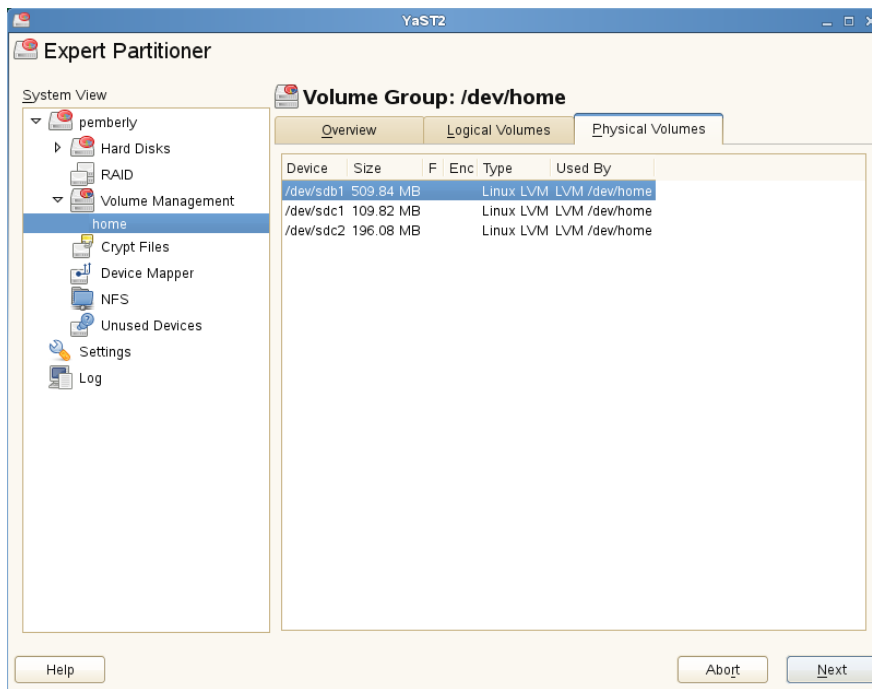 YaST2
Expert Partitioner
System View
pemberly
Hard Disks
RAID
Volume Management
home
Crypt Files
Device Mapper
NFS
Unused Devices
Settings
Log
Volume Group: /dev/home
Overview Logical Volumes Physical Volumes
Device Size F Enc Type Used By
/dev/sdb1 509.84 MB Linux LVM LVM /dev/home
/dev/sdc1 109.82 MB Linux LVM LVM /dev/home
/dev/sdc2 196.08 MB Linux LVM LVM /dev/home
Help Abort Next